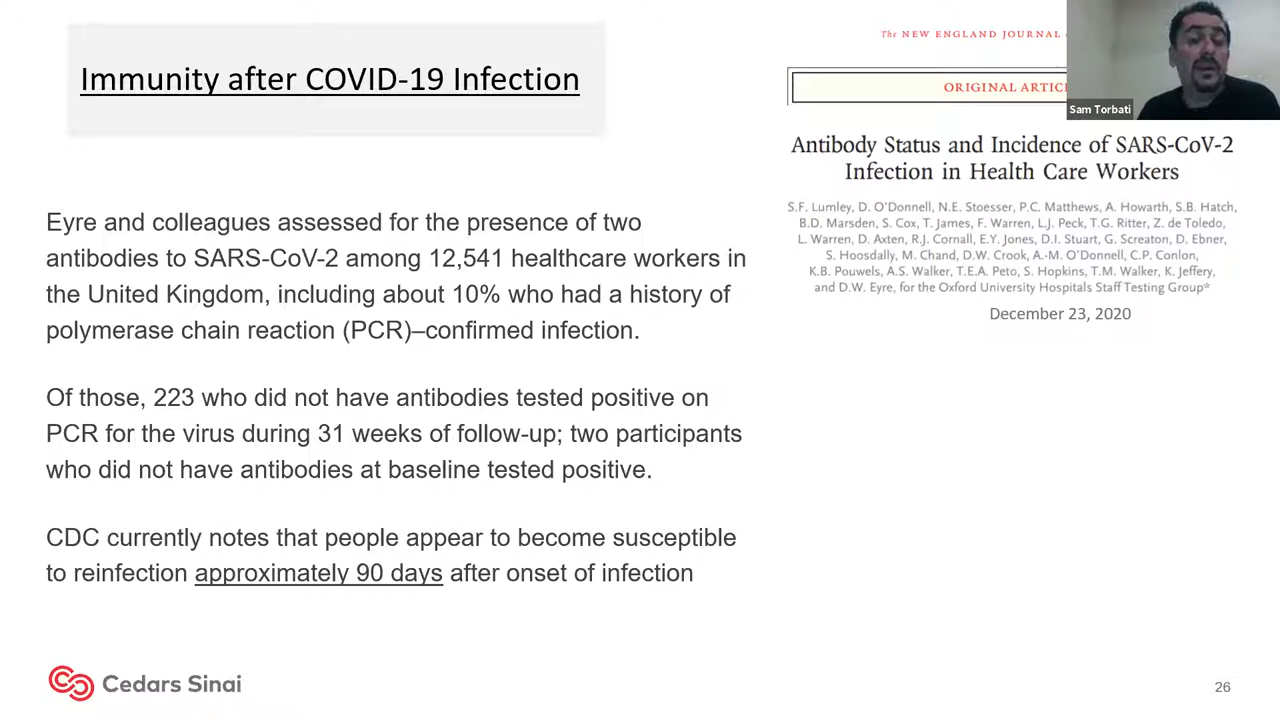 Immunity after COVID-19 Infection
The NEW ENGLAND JOURNAL
ORIGINAL
Sam Torbati
Antibody Status and Incidence of SARS-CoV-2
Infection in Health Care Workers
S.F. Lumley, D. O'Donnell, N.E. Stoesser, P.C. Matthews, A. Howarth, S.B. Hatch,
B.D. Marsden, S. Cox, T. James, F. Warren, L.J. Peck, T.G. Ritter, Z. de Toledo,
L. Warren, D. Axten, R.J. Cornall, E.Y. Jones, D.I. Stuart, G. Screaton, D. Ebner,
S. Hoosdally, M. Chand, D.W. Crook, A.-M. O'Donnell, C.P. Conlon,
K.B. Pouwels, A.S. Walker, T.E.A. Peto, S. Hopkins, T.M. Walker, K. Jeffery,
and D.W. Eyre, for the Oxford University Hospitals Staff Testing Group*
December 23, 2020
Eyre and colleagues assessed for the presence of two
antibodies to SARS-CoV-2 among 12,541 healthcare workers in
the United Kingdom, including about 10% who had a history of
polymerase chain reaction (PCR)–confirmed infection.
Of those, 223 who did not have antibodies tested positive on
PCR for the virus during 31 weeks of follow-up; two participants
who did not have antibodies at baseline tested positive.
CDC currently notes that people appear to become susceptible
to reinfection approximately 90 days after onset of infection
Cedars Sinai
26